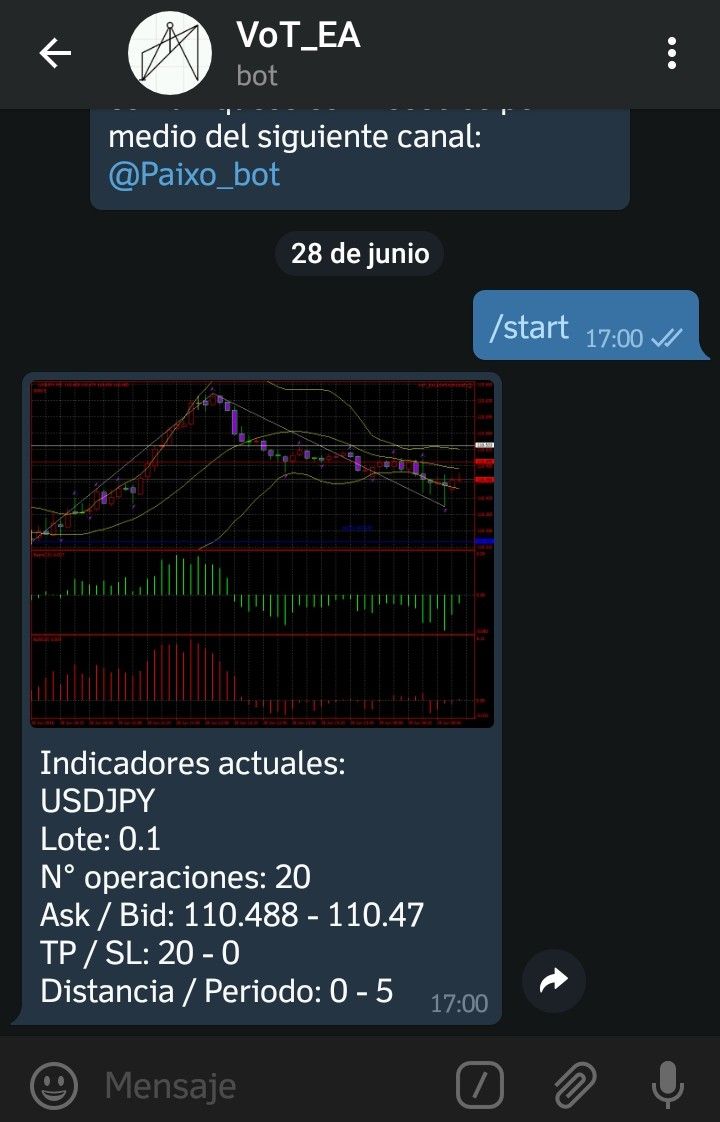 VoT_EA
bot
medio del siguiente canal:
@Paixo_bot
28 de junio
/start 17:00
Indicadores actuales:
USDJPY
Lote: 0.1
N° operaciones: 20
Ask / Bid: 110.488 - 110.47
TP / SL: 20 - 0
Distancia / Periodo: 0 - 5 17:00
Mensaje